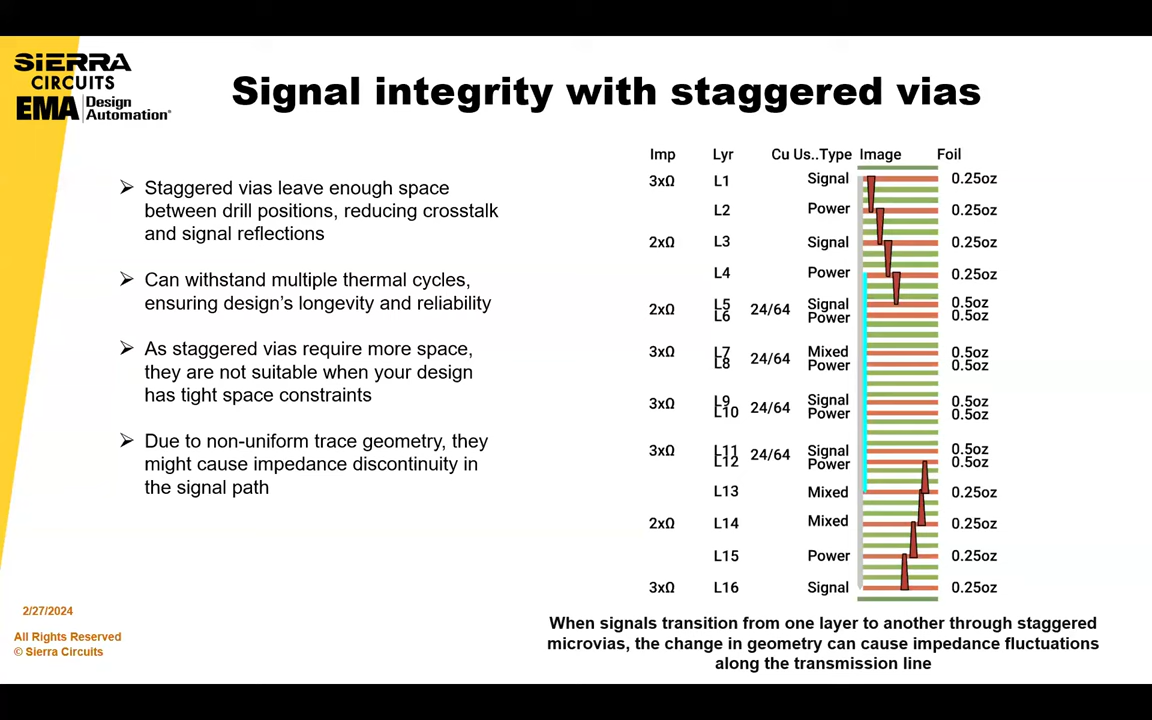 SIERRA
CIRCUITS
EMA Design
Automation®
Signal integrity with staggered vias
➢ Staggered vias leave enough space
between drill positions, reducing crosstalk
and signal reflections
➢ Can withstand multiple thermal cycles,
ensuring design's longevity and reliability
➢ As staggered vias require more space,
they are not suitable when your design
has tight space constraints
➢ Due to non-uniform trace geometry, they
might cause impedance discontinuity in
the signal path
Imp Lyr Cu Us..Type Image Foil
3xΩ L1 Signal 0.25oz
L2 Power 0.25oz
2xΩ L3 Signal 0.25oz
L4 Power 0.25oz
L5 Signal 0.5oz
2xΩ L6 24/64 Power 0.5oz
3xΩ L7 Mixed 0.5oz
L8 24/64 Power 0.5oz
3xΩ L9 Signal 0.5oz
L10 24/64 Power 0.5oz
3xΩ L11 24/64 Signal 0.5oz
L12 Power 0.5oz
L13 Mixed 0.25oz
2xΩ L14 Mixed 0.25oz
L15 Power 0.25oz
3xΩ L16 Signal 0.25oz
When signals transition from one layer to another through staggered
microvias, the change in geometry can cause impedance fluctuations
along the transmission line
2/27/2024
All Rights Reserved
© Sierra Circuits